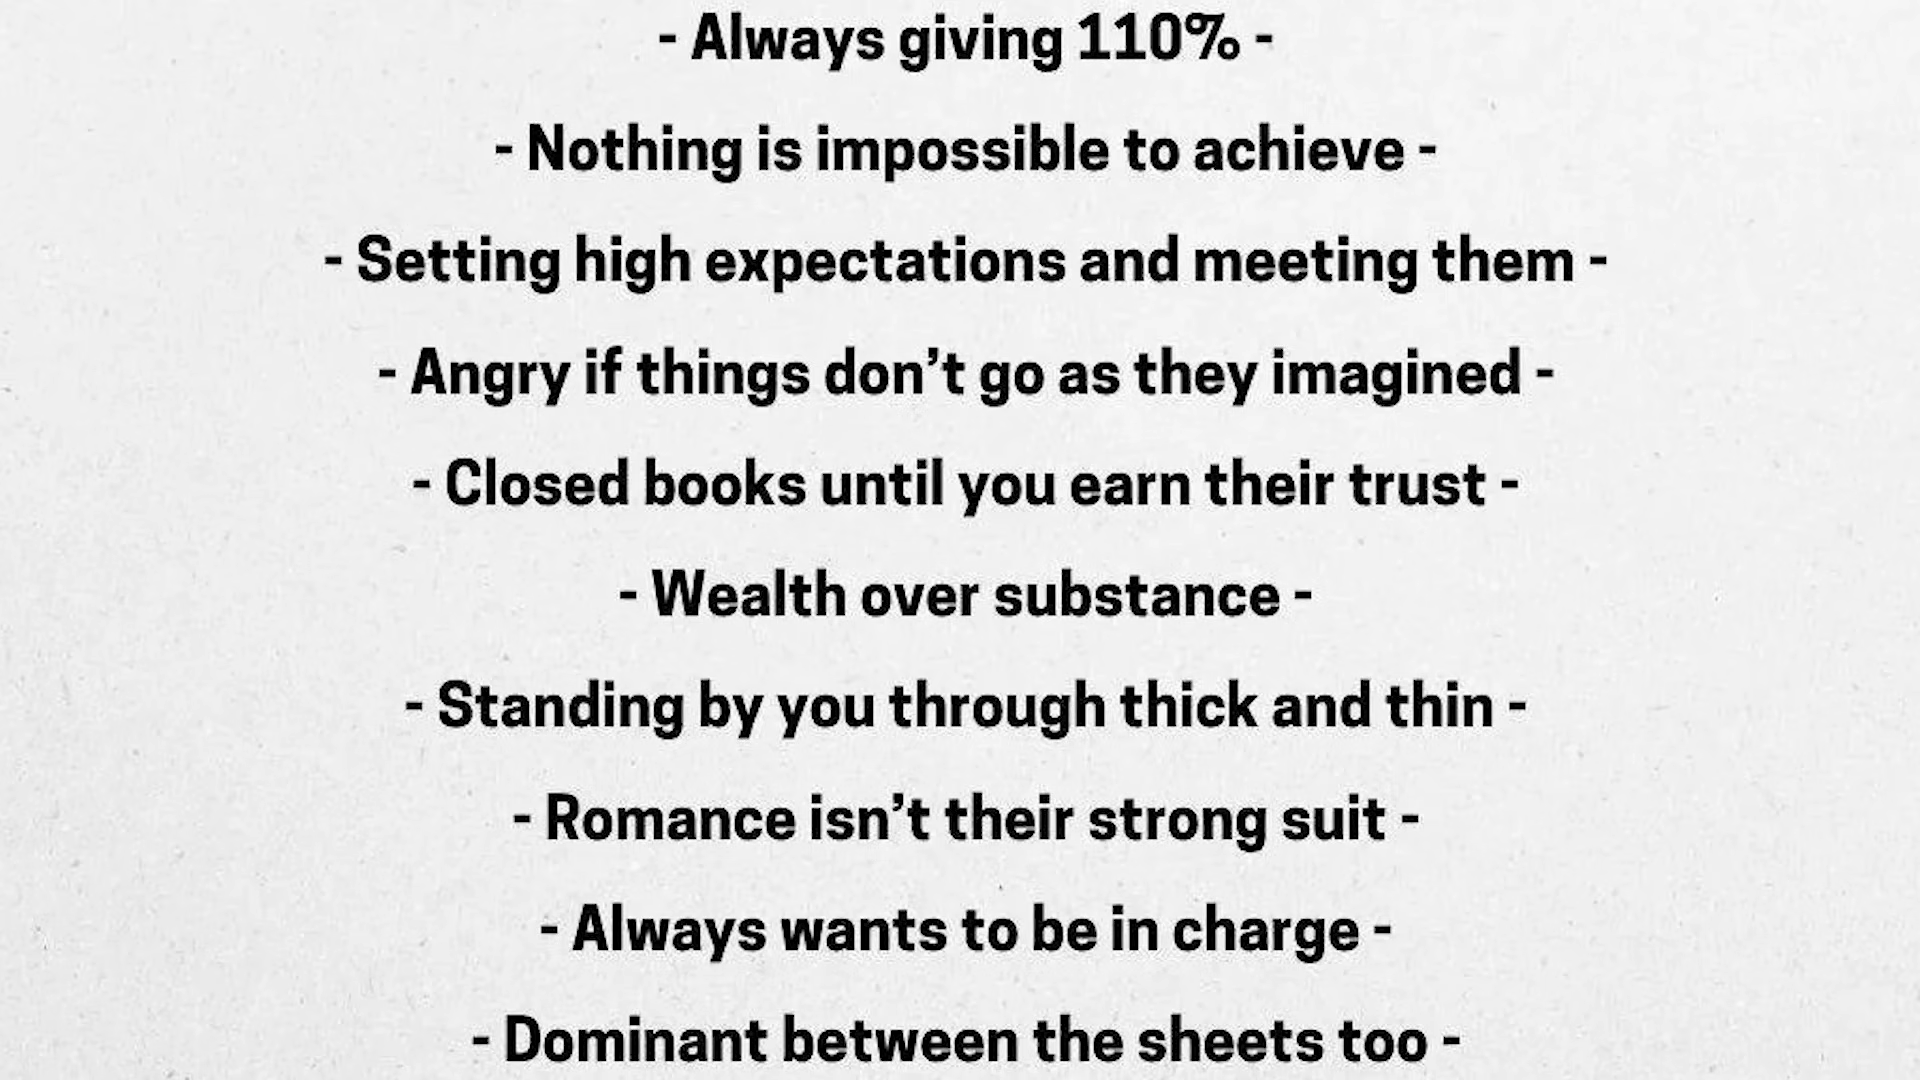 - Always giving 110% -
- Nothing is impossible to achieve -
- Setting high expectations and meeting them -
- Angry if things don’t go as they imagined -
- Closed books until you earn their trust -
- Wealth over substance -
- Standing by you through thick and thin -
- Romance isn’t their strong suit -
- Always wants to be in charge -
- Dominant between the sheets too -